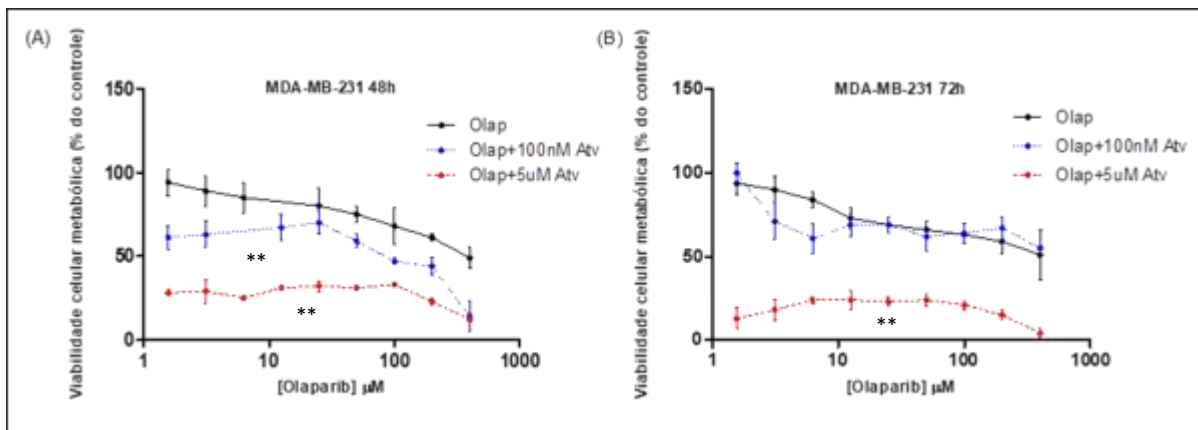 (A)
MDA-MB-231 48h
Viabilidade celular metabólica (% do controle)
150
100
50
0
Olap
Olap+100nM Atv
Olap+5uM Atv
**
**
1
10
100
1000
[Olaparib] μM
(B)
MDA-MB-231 72h
Viabilidade celular metabólica (% do controle)
150
100
50
0
Olap
Olap+100nM Atv
Olap+5uM Atv
**
1
10
100
1000
[Olaparib] μM